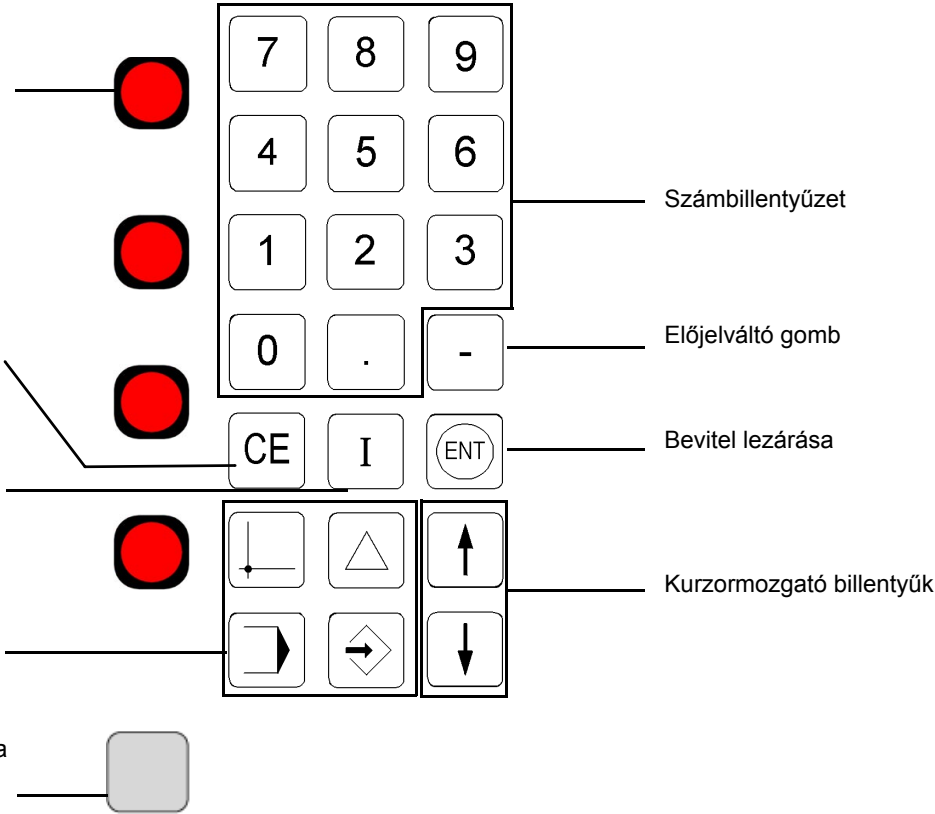 7 8 9
4 5 6
Számbillentyűzet
1 2 3
0 . -
Előjelváltó gomb
CE I ENT
Bevitel lezárása
Kurzormozgató billentyűk
a